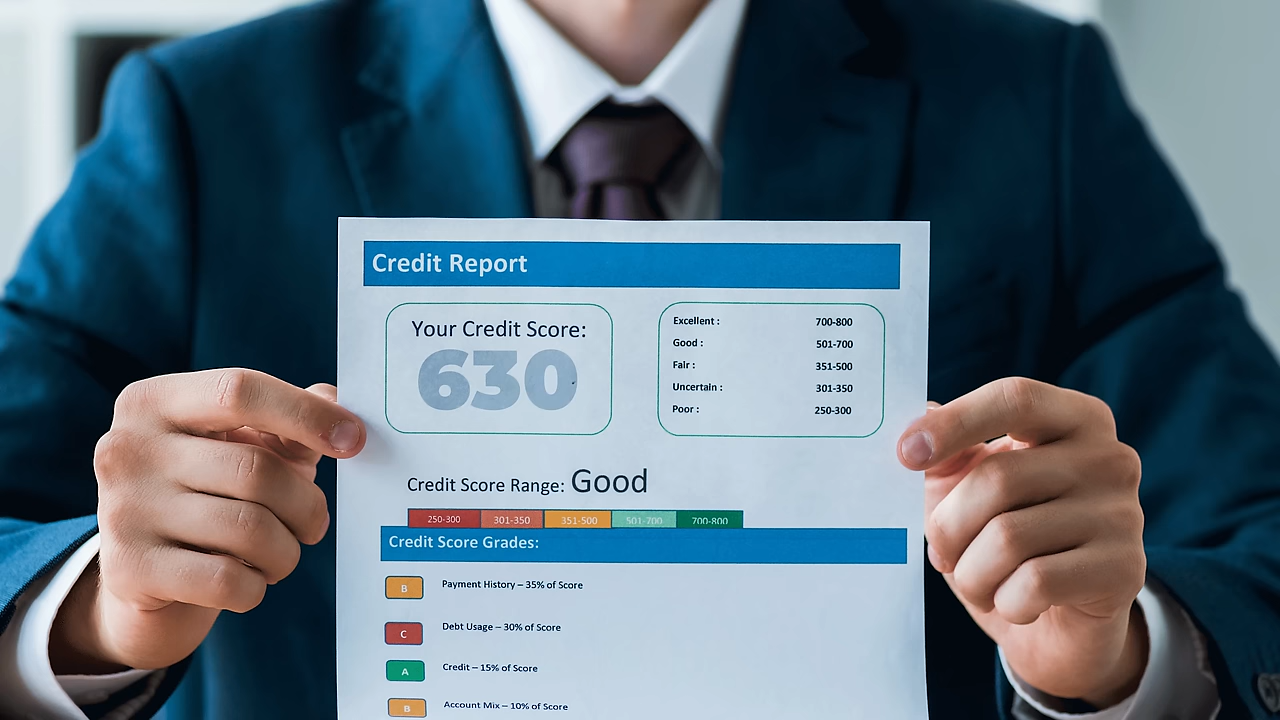 Credit Report
Your Credit Score:
630
Excellent : 700-800
Good : 501-700
Fair : 351-500
Uncertain : 301-350
Poor : 250-300
Credit Score Range: Good
250-300 301-350 351-500 501-700 700-800
Credit Score Grades:
B Payment History – 35% of Score
C Debt Usage – 30% of Score
A Credit – 15% of Score
B Account Mix – 10% of Score